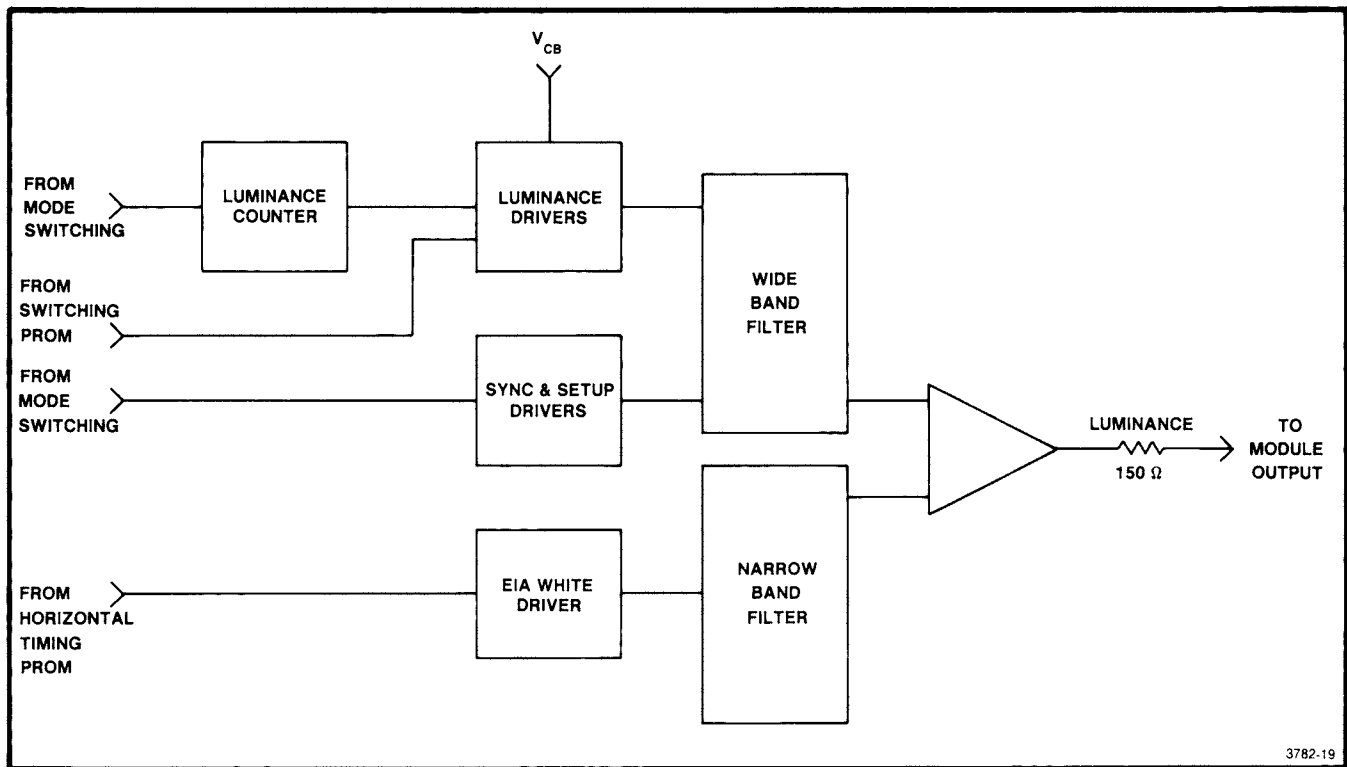 V_CB
FROM
MODE
SWITCHING
LUMINANCE
COUNTER
LUMINANCE
DRIVERS
FROM
SWITCHING
PROM
WIDE
BAND
FILTER
FROM
MODE
SWITCHING
SYNC & SETUP
DRIVERS
LUMINANCE
150 Ω
TO
MODULE
OUTPUT
FROM
HORIZONTAL
TIMING
PROM
EIA WHITE
DRIVER
NARROW
BAND
FILTER
3782-19